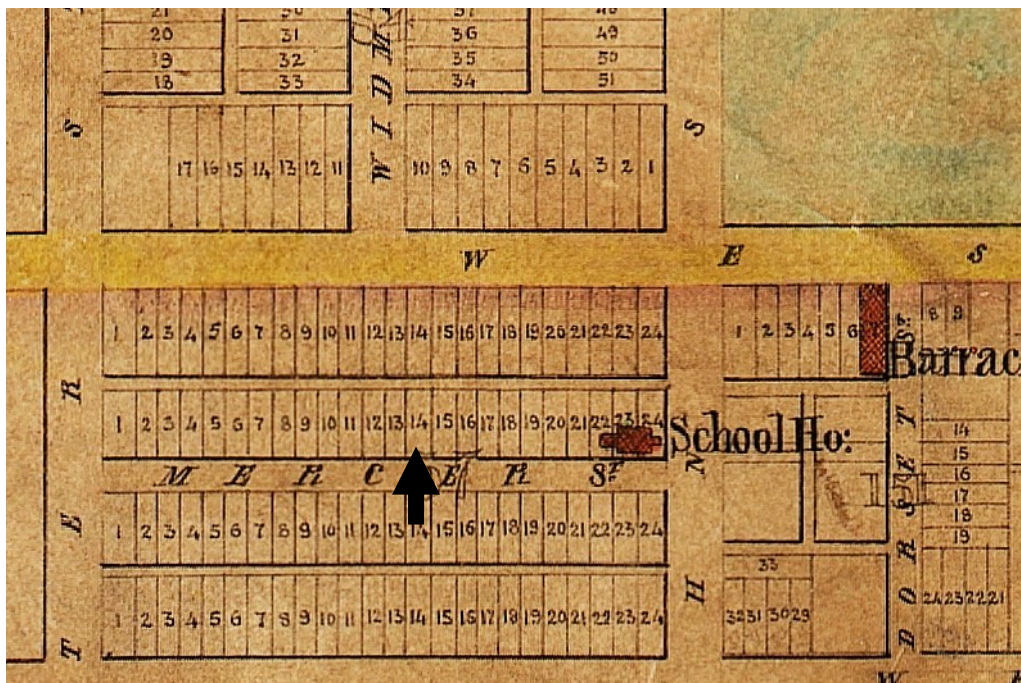 20 31 36 49
19 32 35 50
18 33 34 51
S WIDM S
17 16 15 14 13 12 11 10 9 8 7 6 5 4 3 2 1
W E S
1 2 3 4 5 6 7 8 9 10 11 12 13 14 15 16 17 18 19 20 21 22 23 24
1 2 3 4 5 6 7 8 9
Barrac
1 2 3 4 5 6 7 8 9 10 11 12 13 14 15 16 17 18 19 20 21 22 23 24
School Ho:
MERCER St
14
15
16
17
18
19
1 2 3 4 5 6 7 8 9 10 11 12 13 14 15 16 17 18 19 20 21 22 23 24
33
32 31 30 29
24 23 22 21
1 2 3 4 5 6 7 8 9 10 11 12 13 14 15 16 17 18 19 20 21 22 23 24
T E R
H N
DORSET St
W